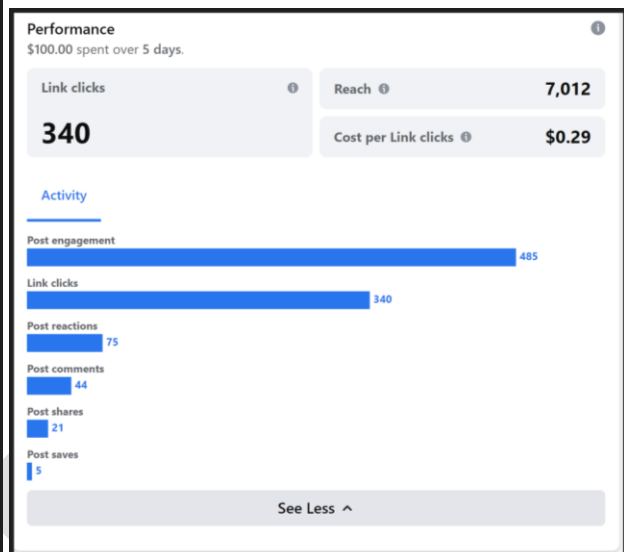 Performance
$100.00 spent over 5 days.
Link clicks
340
Reach 7,012
Cost per Link clicks $0.29
Activity
Post engagement
485
Link clicks
340
Post reactions
75
Post comments
44
Post shares
21
Post saves
5
See Less